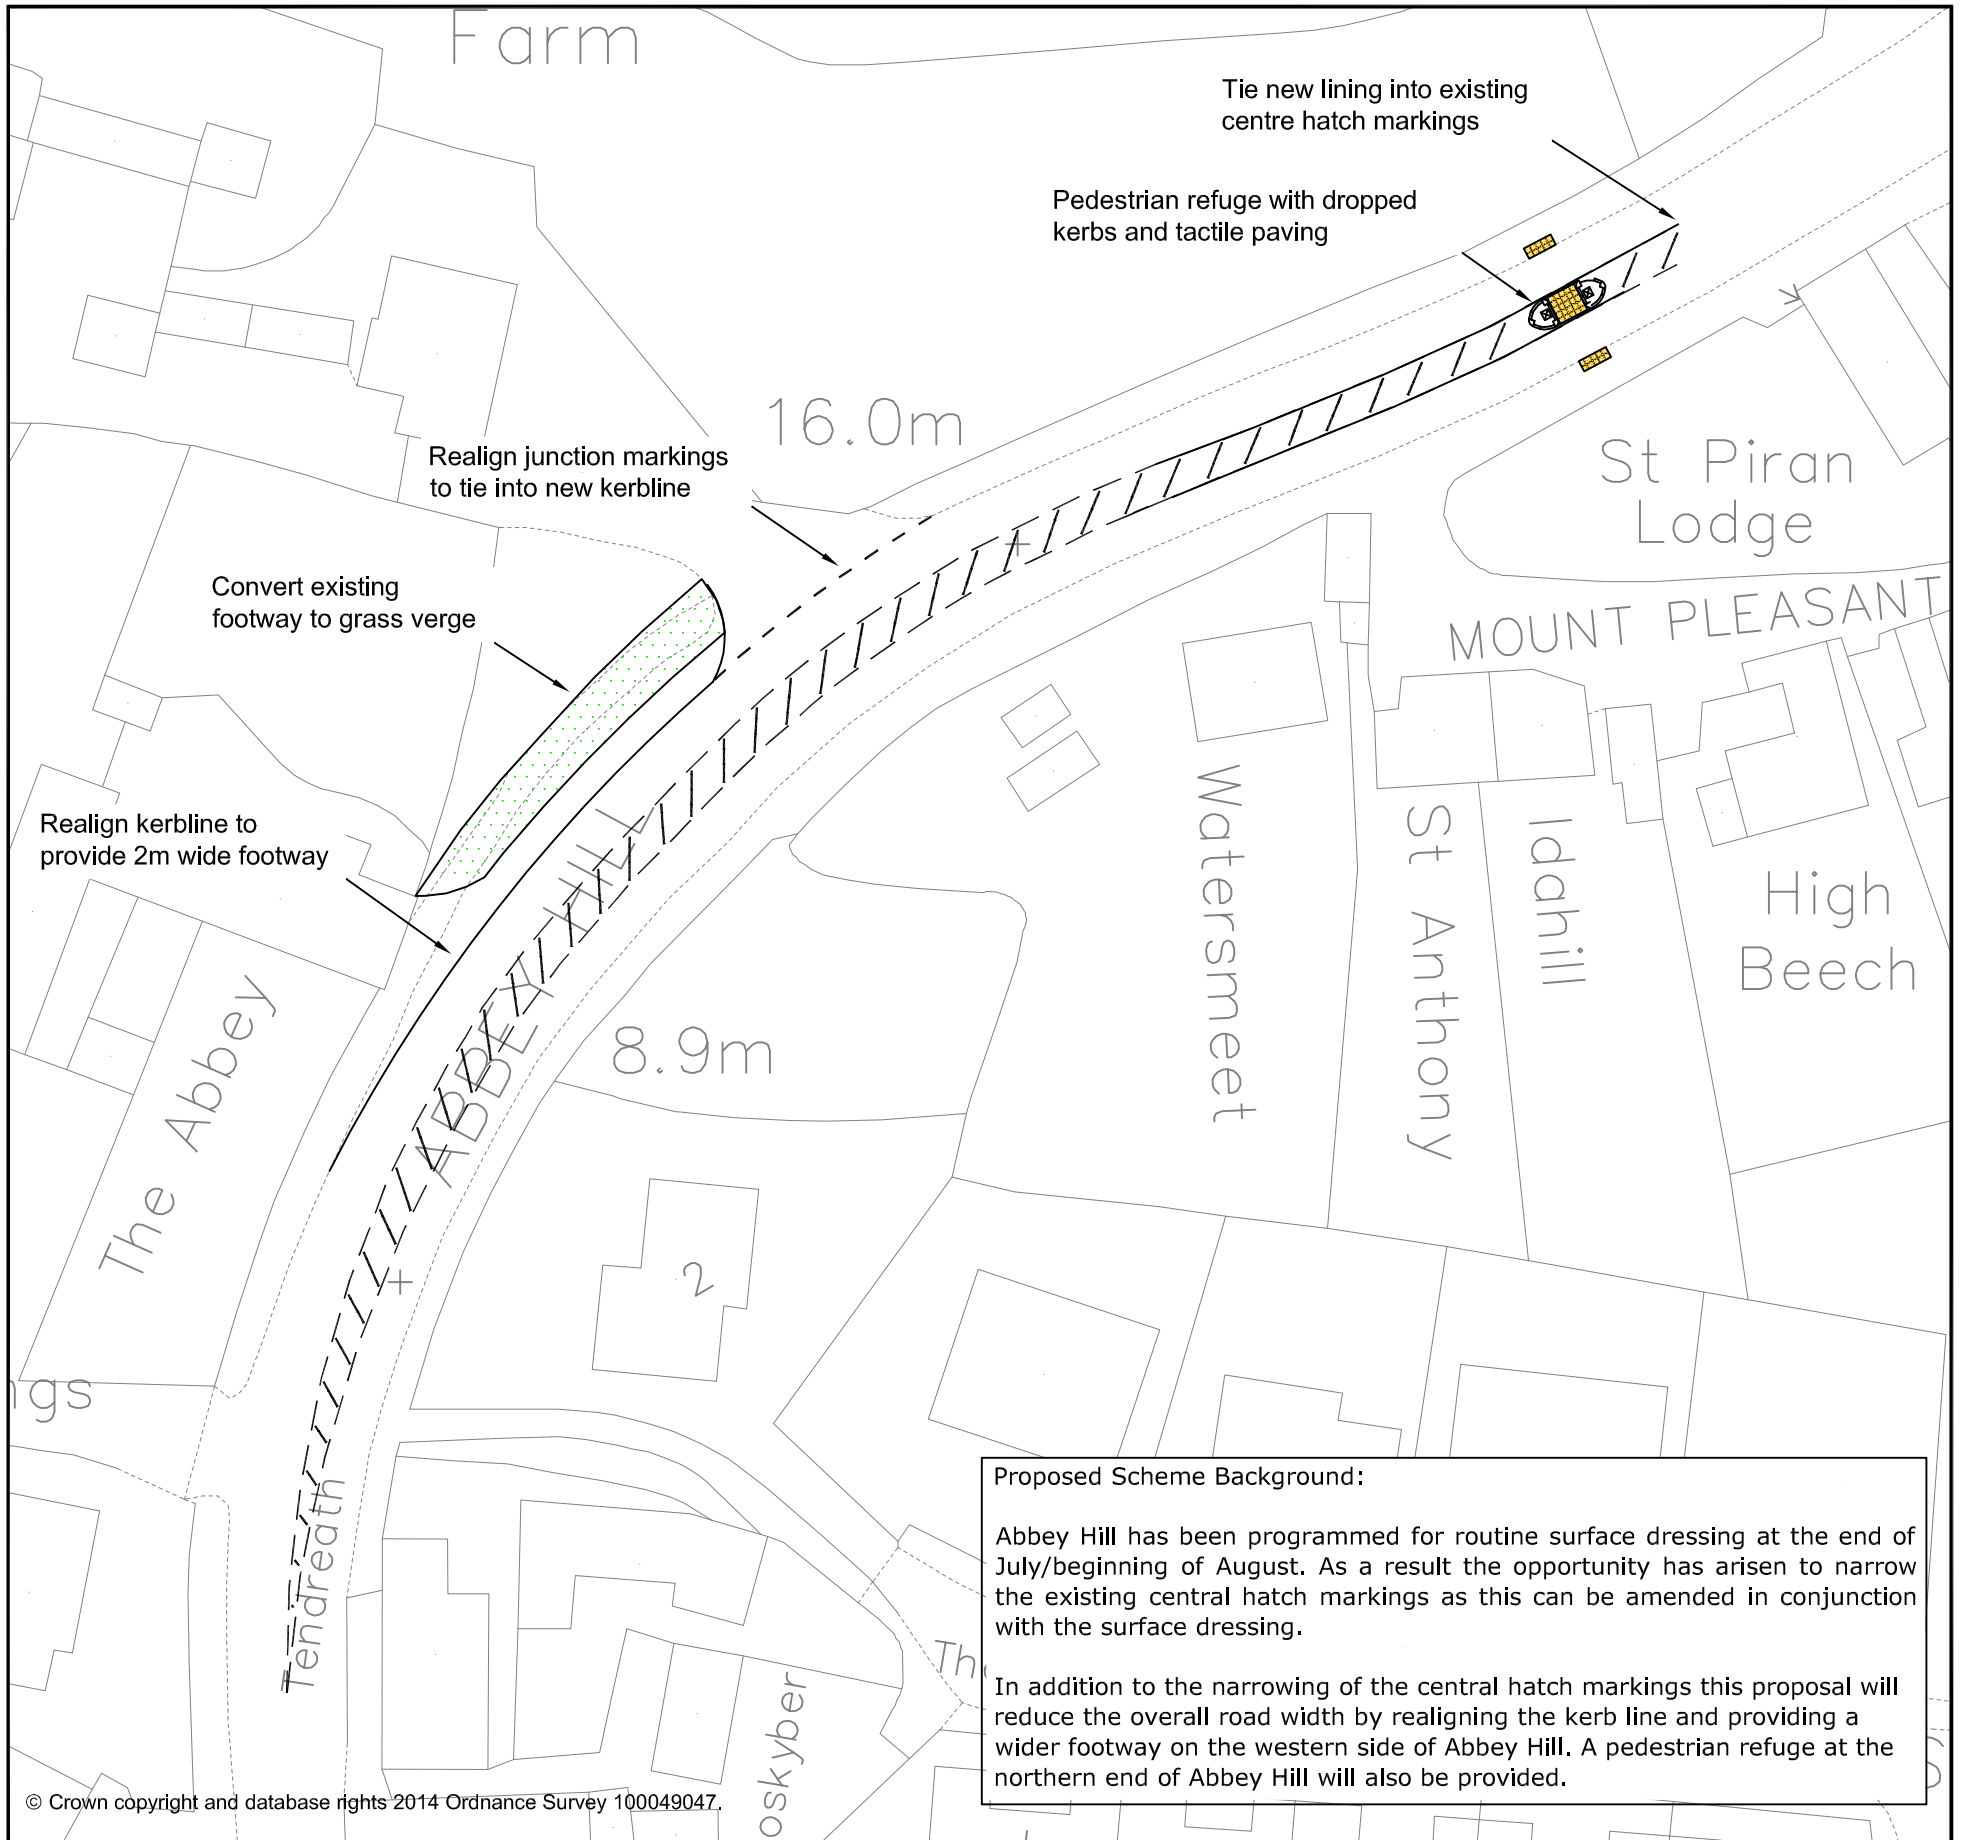 Farm
Tie new lining into existing
centre hatch markings
Pedestrian refuge with dropped
kerbs and tactile paving
16.0m
Realign junction markings
to tie into new kerbline
St Piran
Lodge
Convert existing
footway to grass verge
MOUNT PLEASANT
Realign kerbline to
provide 2m wide footway
ABBEY HILL
Watersmeet
St Anthony
Idahill
High
Beech
The Abbey
8.9m
2
ngs
Tendreath
oskyber
Th
Proposed Scheme Background:
Abbey Hill has been programmed for routine surface dressing at the end of
July/beginning of August. As a result the opportunity has arisen to narrow
the existing central hatch markings as this can be amended in conjunction
with the surface dressing.
In addition to the narrowing of the central hatch markings this proposal will
reduce the overall road width by realigning the kerb line and providing a
wider footway on the western side of Abbey Hill. A pedestrian refuge at the
northern end of Abbey Hill will also be provided.
© Crown copyright and database rights 2014 Ordnance Survey 100049047.